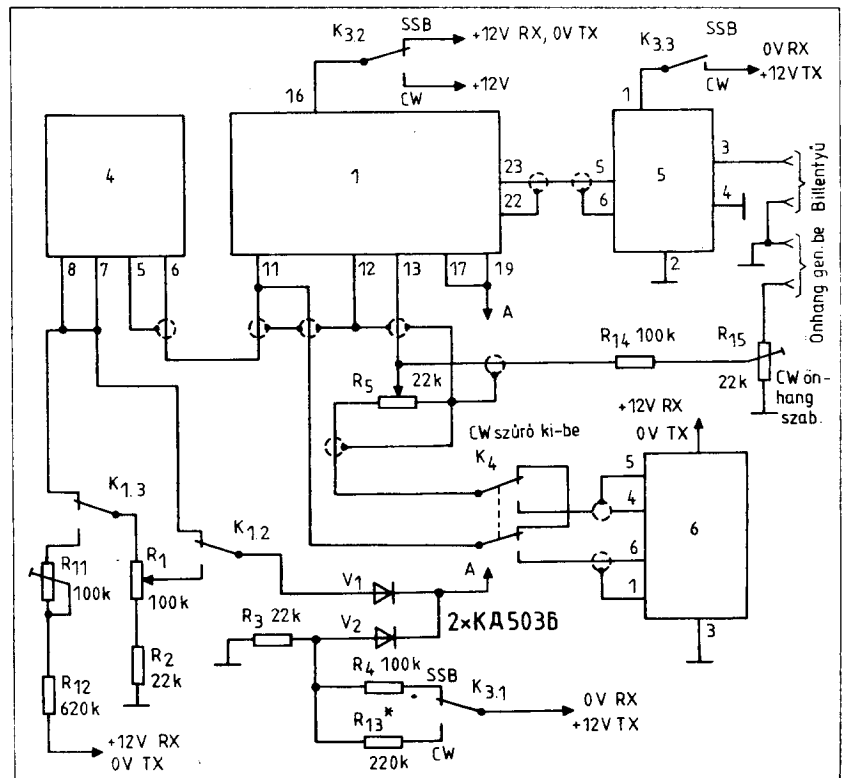 K3.2 SSB +12V RX, 0V TX
CW +12V
K3.3 SSB 0V RX
CW +12V TX
16
1
4
1
5
23
22
5
6
3
4
2
Billentyű
Önhang gen.be
8 7 5 6
11 12 13 17 19
A
R14 100k
R15
22k
CW ön-
hang
szab.
R5 22k
+12V RX
0V TX
CW szűrő ki-be
K4
5
4
6
6
1
3
K1.3
K1.2
R11
100k
R1
100k
V1
A
V2
2×КД503Б
R3 22k
R2
22k
R12
620k
R4 100k
SSB
K3.1
0V RX
+12V TX
R13*
220k
CW
+12V RX
0V TX